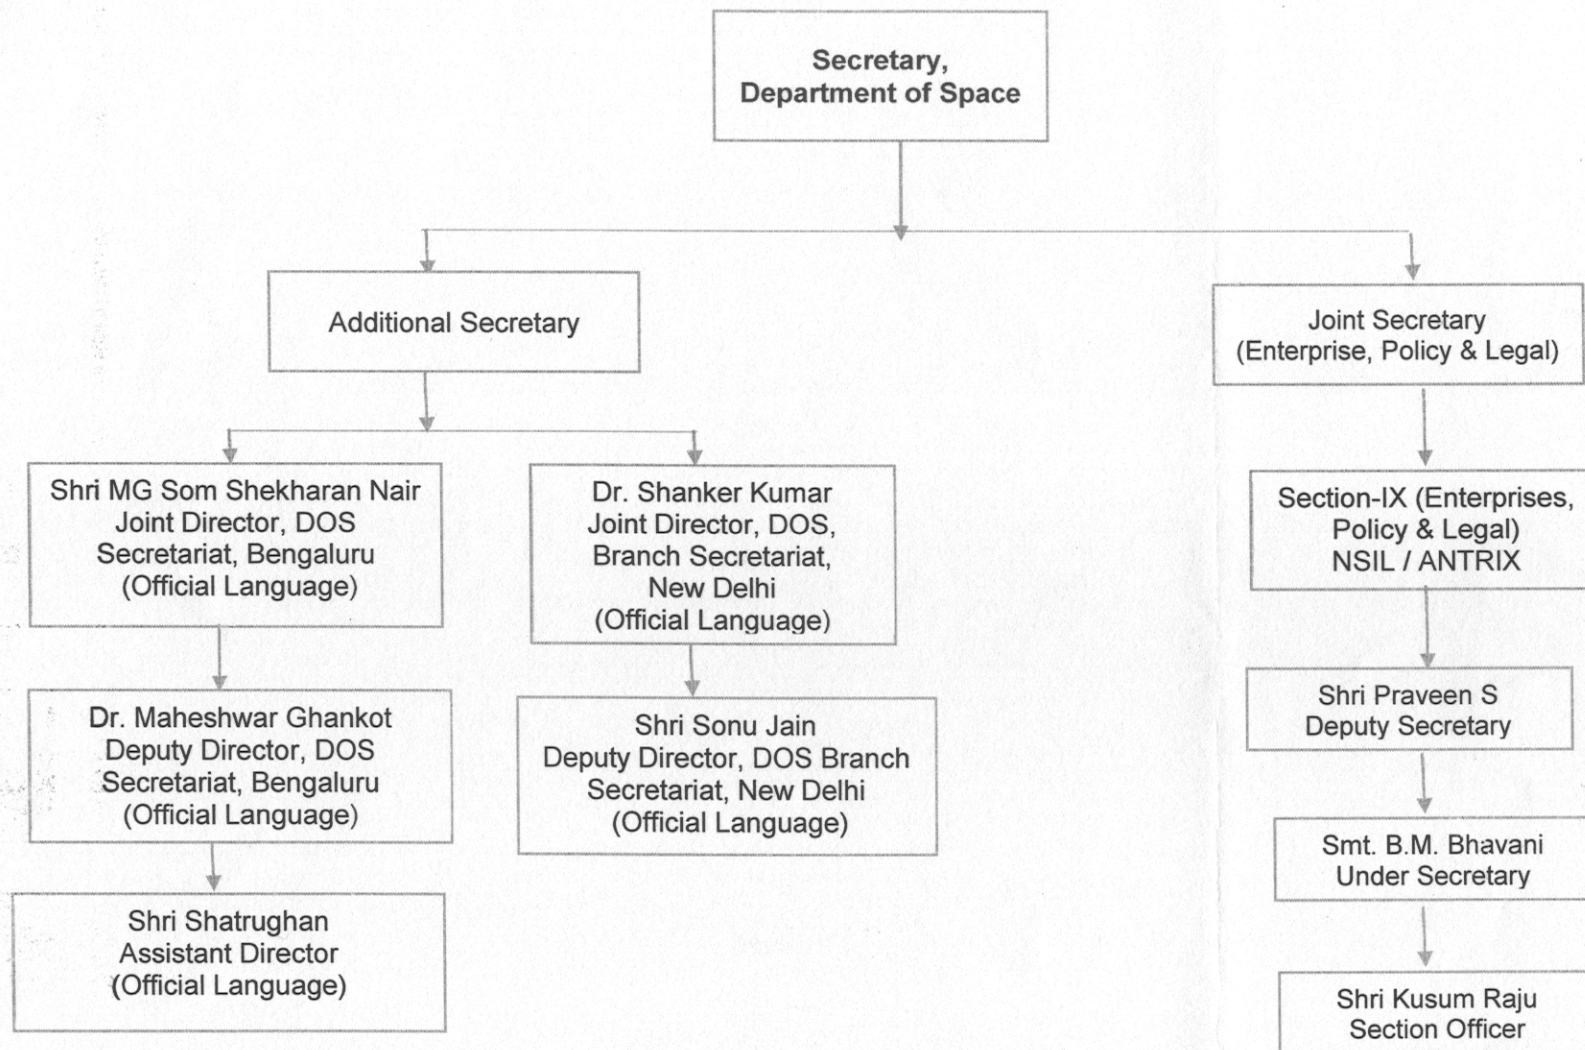 Secretary,
Department of Space
Additional Secretary
Joint Secretary
(Enterprise, Policy & Legal)
Shri MG Som Shekharan Nair
Joint Director, DOS
Secretariat, Bengaluru
(Official Language)
Dr. Shanker Kumar
Joint Director, DOS,
Branch Secretariat,
New Delhi
(Official Language)
Section-IX (Enterprises,
Policy & Legal)
NSIL / ANTRIX
Dr. Maheshwar Ghankot
Deputy Director, DOS
Secretariat, Bengaluru
(Official Language)
Shri Sonu Jain
Deputy Director, DOS Branch
Secretariat, New Delhi
(Official Language)
Shri Praveen S
Deputy Secretary
Smt. B.M. Bhavani
Under Secretary
Shri Shatrughan
Assistant Director
(Official Language)
Shri Kusum Raju
Section Officer